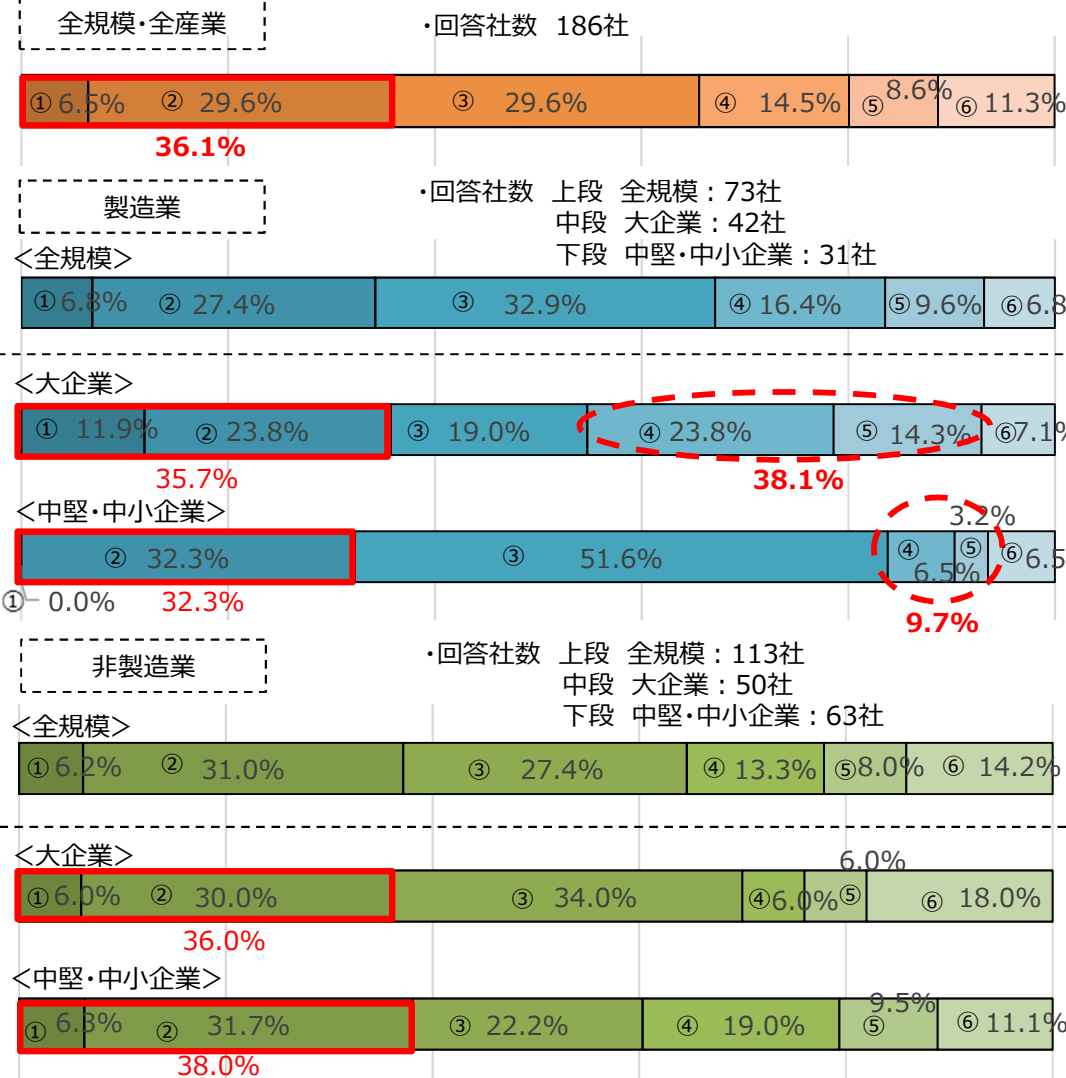 全規模・全産業
・回答社数 186社
① 6.5% ② 29.6% ③ 29.6% ④ 14.5% ⑤ 8.6% ⑥ 11.3%
36.1%
製造業
・回答社数 上段 全規模：73社
中段 大企業：42社
下段 中堅・中小企業：31社
＜全規模＞
① 6.8% ② 27.4% ③ 32.9% ④ 16.4% ⑤ 9.6% ⑥ 6.8
＜大企業＞
① 11.9% ② 23.8% ③ 19.0% ④ 23.8% ⑤ 14.3% ⑥ 7.1%
35.7% 38.1%
＜中堅・中小企業＞
② 32.3% ③ 51.6% ④ 6.5% ⑤ 3.2% ⑥ 6.5
① 0.0% 32.3% 9.7%
非製造業
・回答社数 上段 全規模：113社
中段 大企業：50社
下段 中堅・中小企業：63社
＜全規模＞
① 6.2% ② 31.0% ③ 27.4% ④ 13.3% ⑤ 8.0% ⑥ 14.2%
＜大企業＞
① 6.0% ② 30.0% ③ 34.0% ④ 6.0% ⑤ 6.0% ⑥ 18.0%
36.0%
＜中堅・中小企業＞
① 6.3% ② 31.7% ③ 22.2% ④ 19.0% ⑤ 9.5% ⑥ 11.1%
38.0%